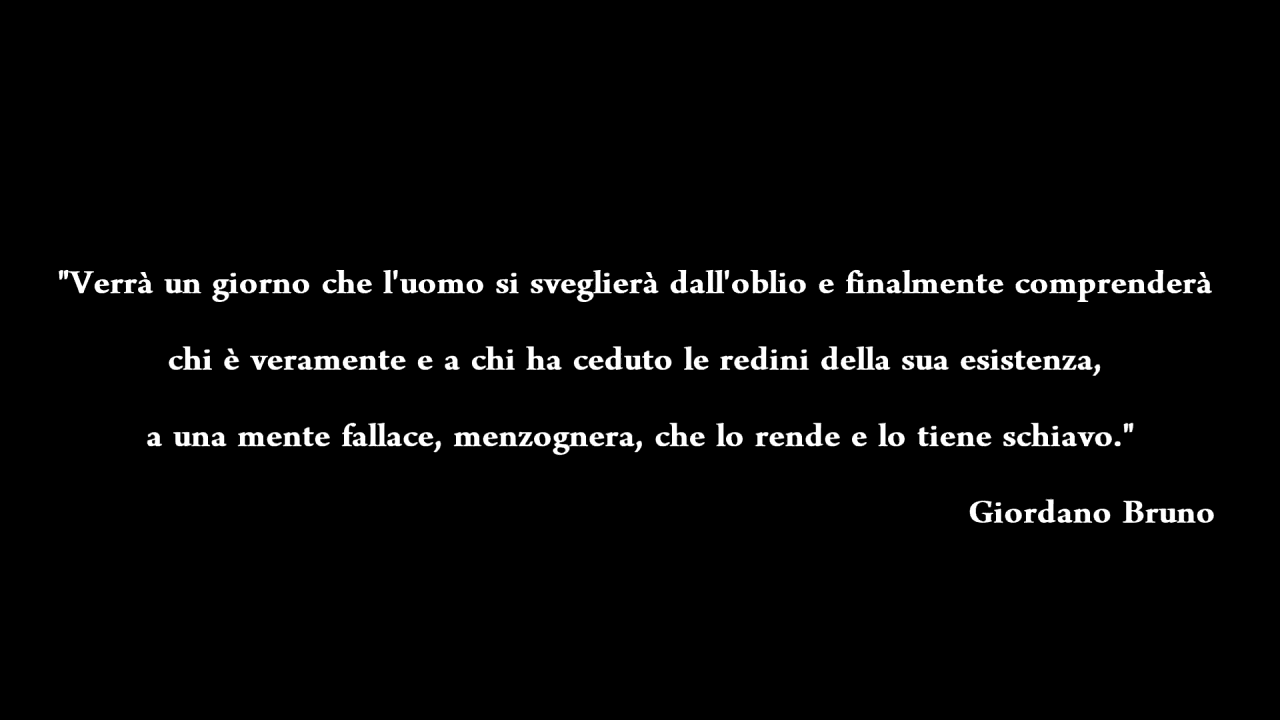 "Verrà un giorno che l'uomo si sveglierà dall'oblio e finalmente comprenderà
chi è veramente e a chi ha ceduto le redini della sua esistenza,
a una mente fallace, menzognera, che lo rende e lo tiene schiavo."
Giordano Bruno